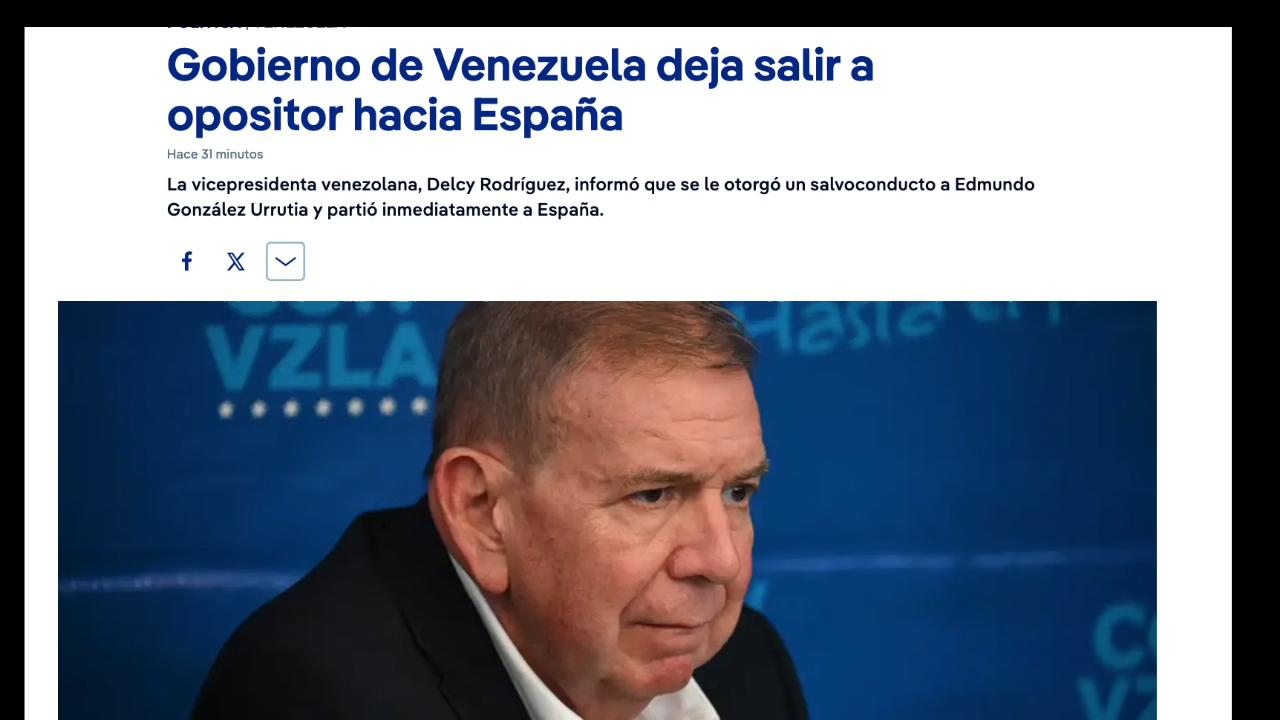 Gobierno de Venezuela deja salir a
opositor hacia España
Hace 31 minutos
La vicepresidenta venezolana, Delcy Rodríguez, informó que se le otorgó un salvoconducto a Edmundo
González Urrutia y partió inmediatamente a España.
VZLA
Hasta